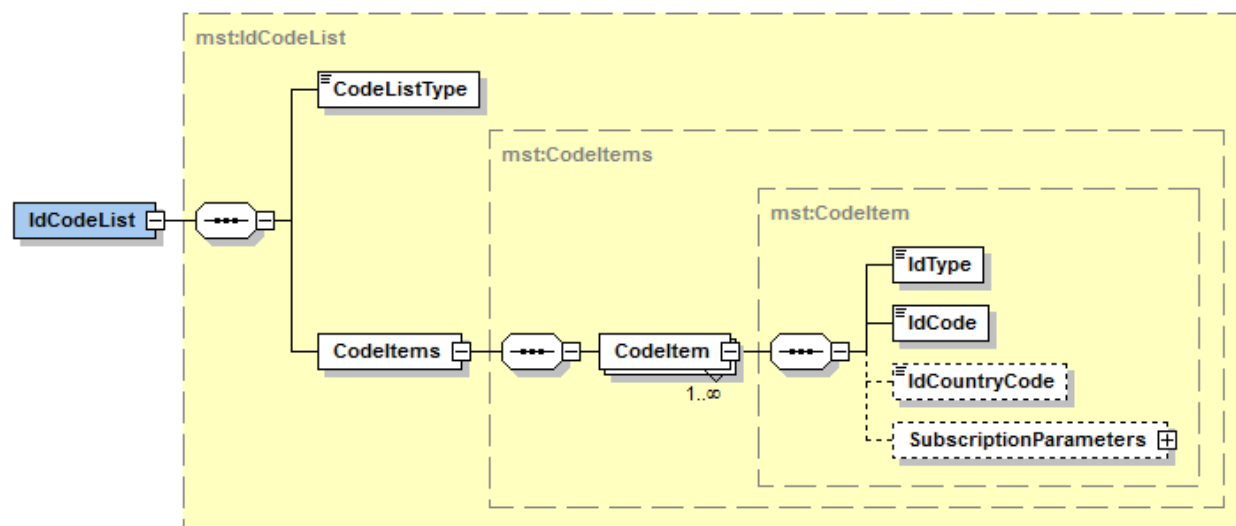 mst:IdCodeList
CodeListType
mst:CodeItems
mst:CodeItem
IdCodeList
IdType
IdCode
CodeItems
CodeItem
1..∞
IdCountryCode
SubscriptionParameters